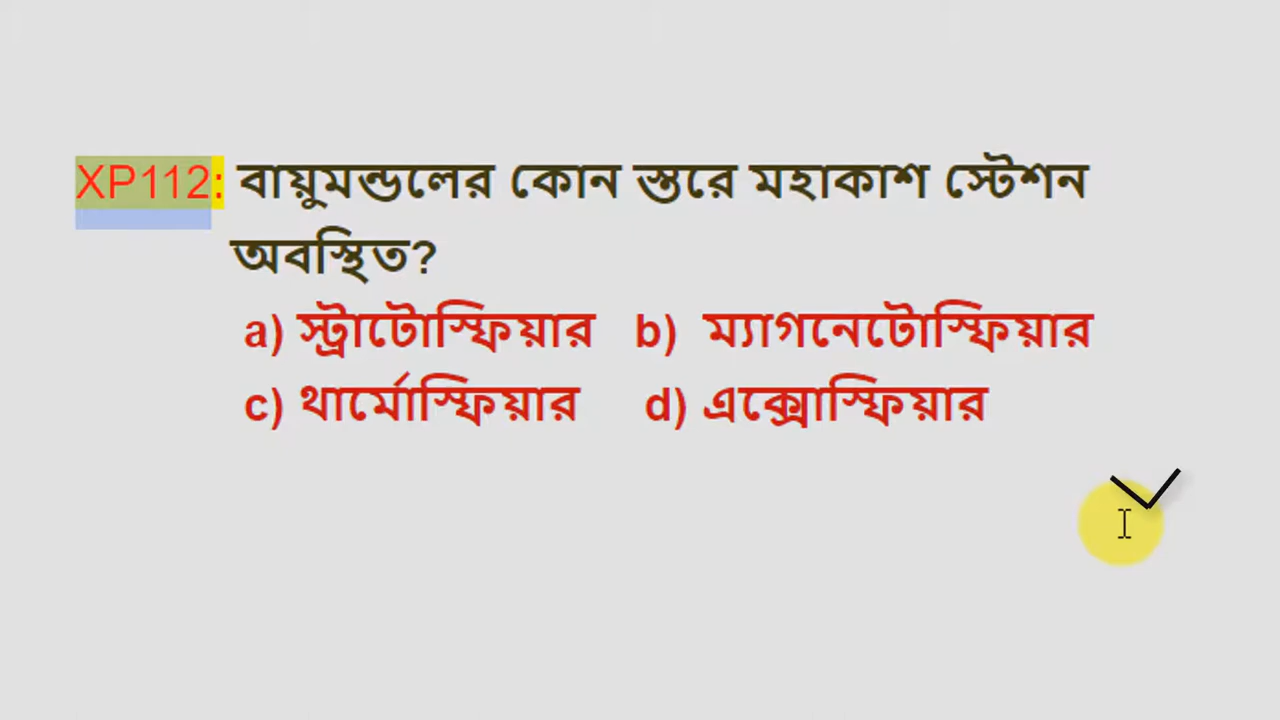 XP112: বায়ুমন্ডলের কোন স্তরে মহাকাশ স্টেশন
অবস্থিত?
a) স্ট্রাটোস্ফিয়ার b) ম্যাগনেটোস্ফিয়ার
c) থার্মোস্ফিয়ার d) এক্সোস্ফিয়ার